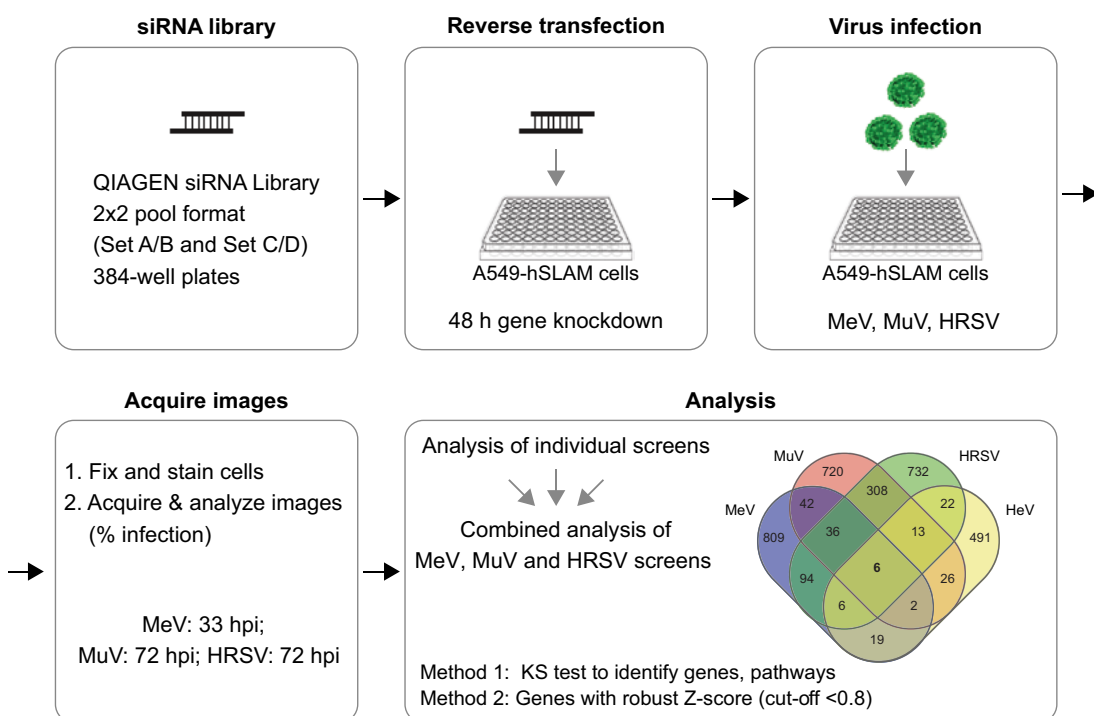 siRNA library
QIAGEN siRNA Library
2x2 pool format
(Set A/B and Set C/D)
384-well plates
Reverse transfection
A549-hSLAM cells
48 h gene knockdown
Virus infection
A549-hSLAM cells
MeV, MuV, HRSV
Acquire images
1. Fix and stain cells
2. Acquire & analyze images
(% infection)
MeV: 33 hpi;
MuV: 72 hpi; HRSV: 72 hpi
Analysis
Analysis of individual screens
Combined analysis of
MeV, MuV and HRSV screens
MuV
HRSV
MeV
HeV
720
732
42
308
22
809
36
13
491
94
6
26
6
2
19
Method 1: KS test to identify genes, pathways
Method 2: Genes with robust Z-score (cut-off <0.8)